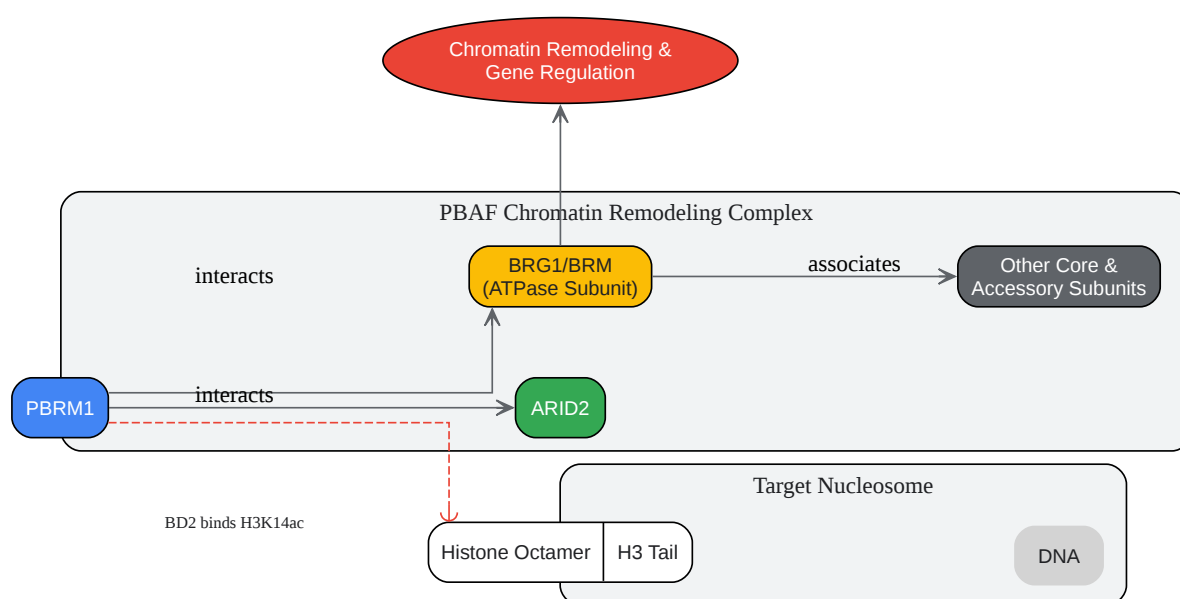 Chromatin Remodeling &
Gene Regulation
PBAF Chromatin Remodeling Complex
interacts
BRG1/BRM
(ATPase Subunit)
associates
Other Core &
Accessory Subunits
PBRM1
interacts
ARID2
Target Nucleosome
BD2 binds H3K14ac
Histone Octamer
H3 Tail
DNA